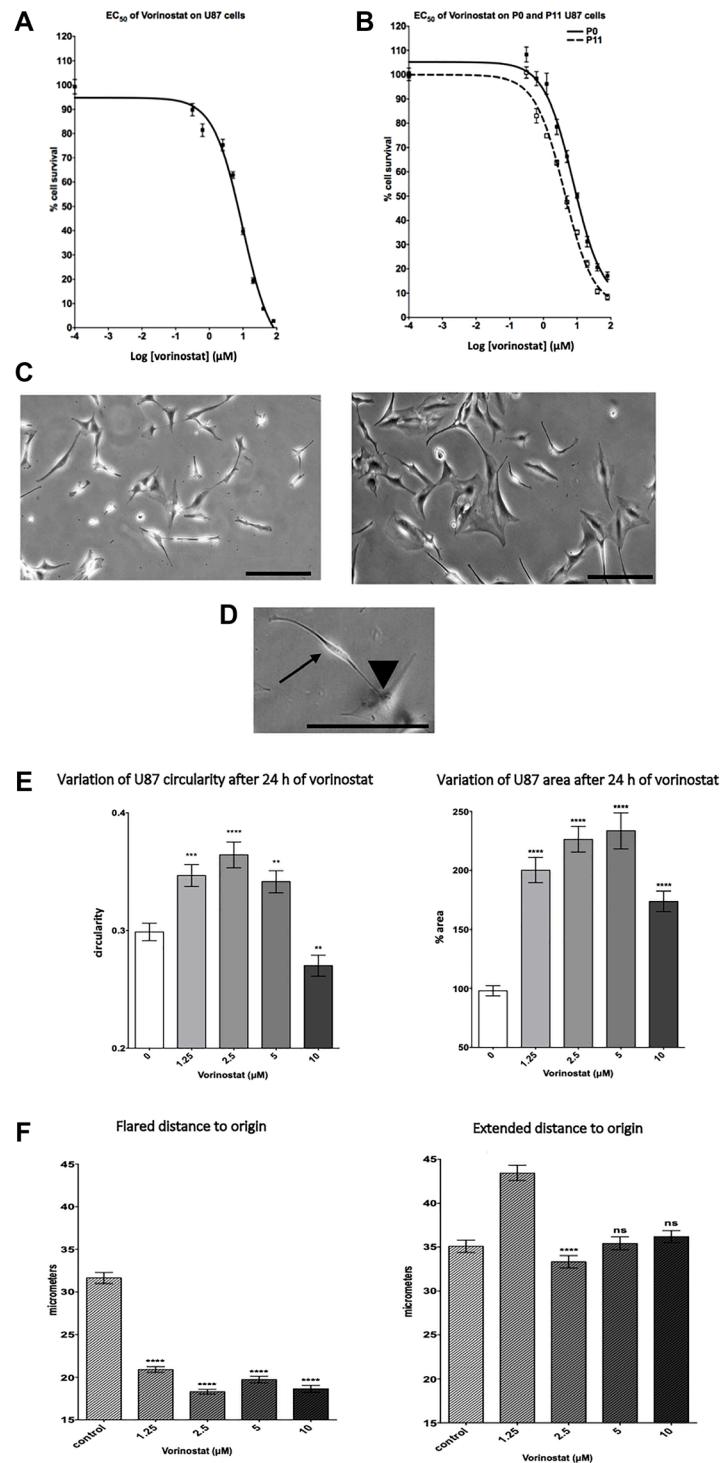 A
EC50 of Vorinostat on U87 cells
120
110
100
90
80
70
60
50
40
30
20
10
0
% cell survival
-4 -3 -2 -1 0 1 2
Log [vorinostat] (µM)
B
EC50 of Vorinostat on P0 and P11 U87 cells
P0
P11
120
110
100
90
80
70
60
50
40
30
20
10
0
% cell survival
-4 -3 -2 -1 0 1 2
Log [vorinostat] (µM)
C
D
E
Variation of U87 circularity after 24 h of vorinostat
0.4
0.3
0.2
circularity
*** **** ** **
0 1.25 2.5 5 10
Vorinostat (µM)
Variation of U87 area after 24 h of vorinostat
250
200
150
100
50
% area
**** **** **** ****
0 1.25 2.5 5 10
Vorinostat (µM)
F
Flared distance to origin
45
40
35
30
25
20
15
micrometers
**** **** **** ****
control 1.25 2.5 5 10
Vorinostat (µM)
Extended distance to origin
45
40
35
30
25
20
15
micrometers
**** ns ns
control 1.25 2.5 5 10
Vorinostat (µM)